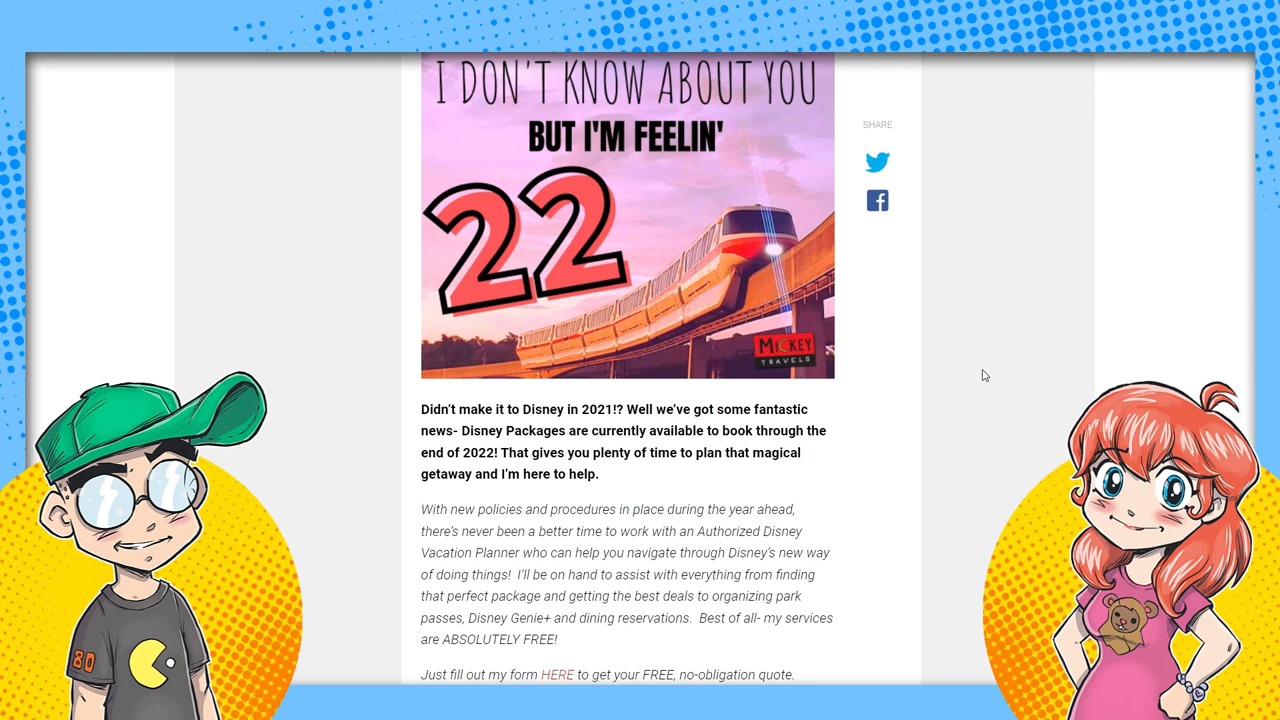 I DON'T KNOW ABOUT YOU
BUT I'M FEELIN'
22
MICKEY
TRAVELS
SHARE
Didn't make it to Disney in 2021!? Well we've got some fantastic
news- Disney Packages are currently available to book through the
end of 2022! That gives you plenty of time to plan that magical
getaway and I'm here to help.
With new policies and procedures in place during the year ahead,
there's never been a better time to work with an Authorized Disney
Vacation Planner who can help you navigate through Disney's new way
of doing things!  I'll be on hand to assist with everything from finding
that perfect package and getting the best deals to organizing park
passes, Disney Genie+ and dining reservations.  Best of all- my services
are ABSOLUTELY FREE!
Just fill out my form HERE to get your FREE, no-obligation quote.
80